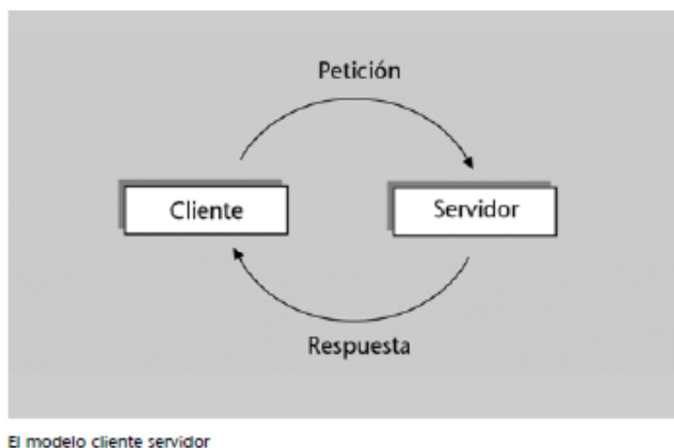 Petición
Cliente
Servidor
Respuesta
El modelo cliente servidor